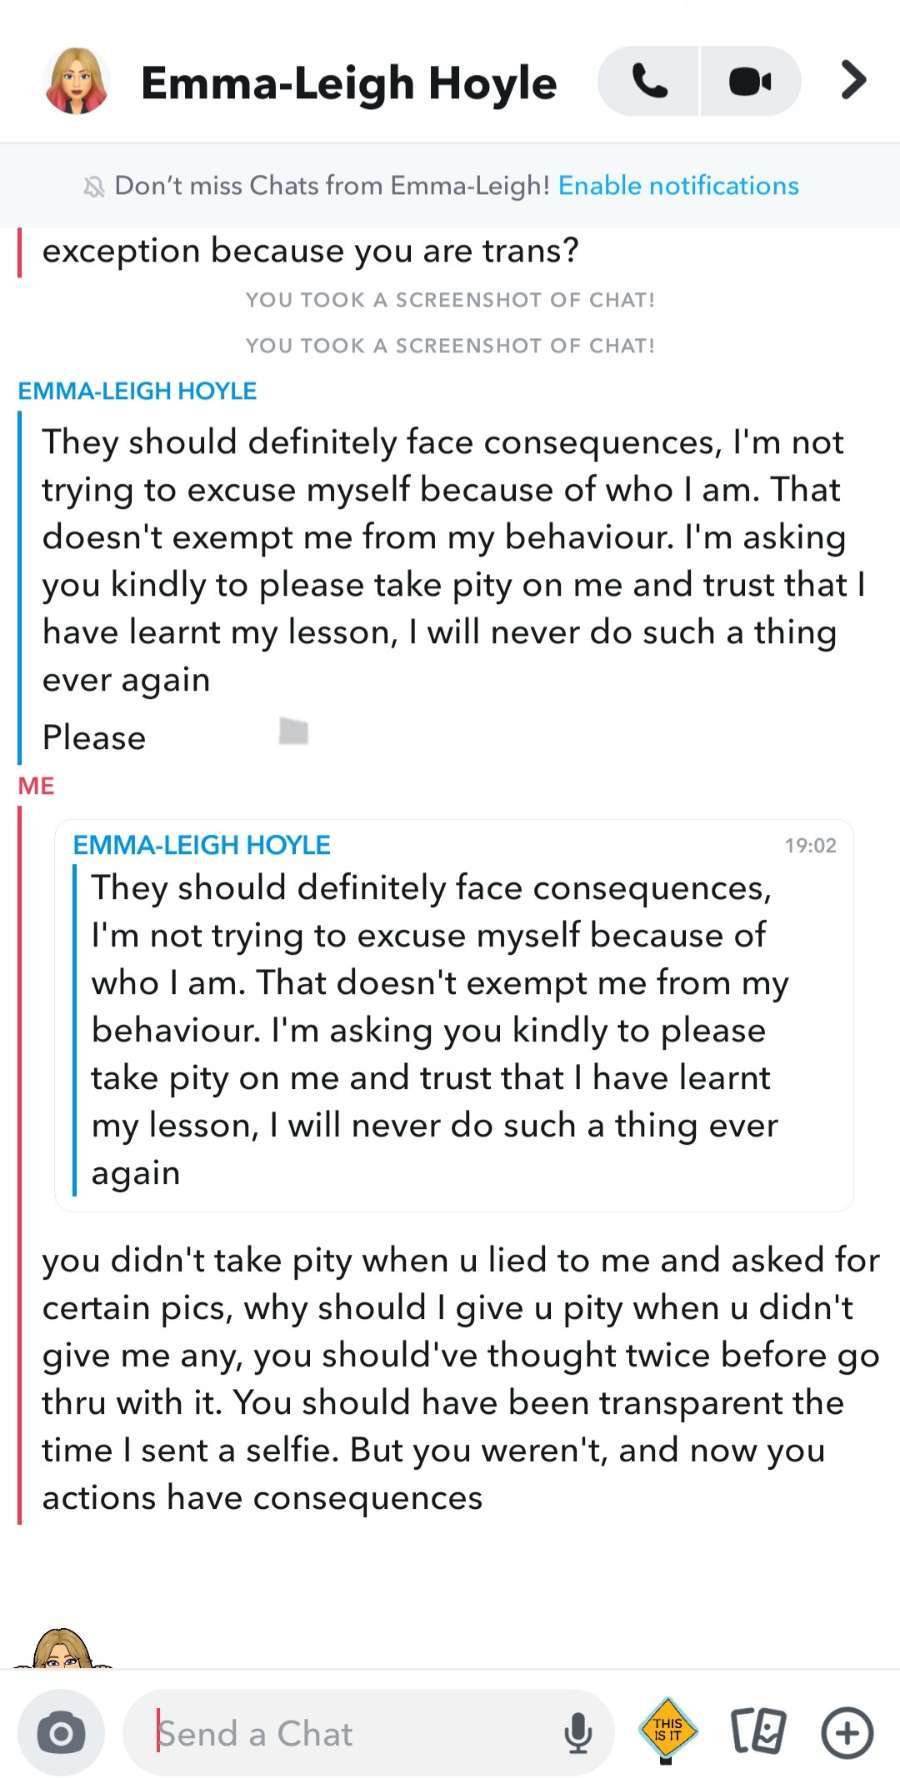 Emma-Leigh Hoyle
Don't miss Chats from Emma-Leigh! Enable notifications
exception because you are trans?
YOU TOOK A SCREENSHOT OF CHAT!
YOU TOOK A SCREENSHOT OF CHAT!
EMMA-LEIGH HOYLE
They should definitely face consequences, I'm not
trying to excuse myself because of who I am. That
doesn't exempt me from my behaviour. I'm asking
you kindly to please take pity on me and trust that I
have learnt my lesson, I will never do such a thing
ever again
Please
ME
EMMA-LEIGH HOYLE 19:02
They should definitely face consequences,
I'm not trying to excuse myself because of
who I am. That doesn't exempt me from my
behaviour. I'm asking you kindly to please
take pity on me and trust that I have learnt
my lesson, I will never do such a thing ever
again
you didn't take pity when u lied to me and asked for
certain pics, why should I give u pity when u didn't
give me any, you should've thought twice before go
thru with it. You should have been transparent the
time I sent a selfie. But you weren't, and now you
actions have consequences
Send a Chat
THIS
IS IT